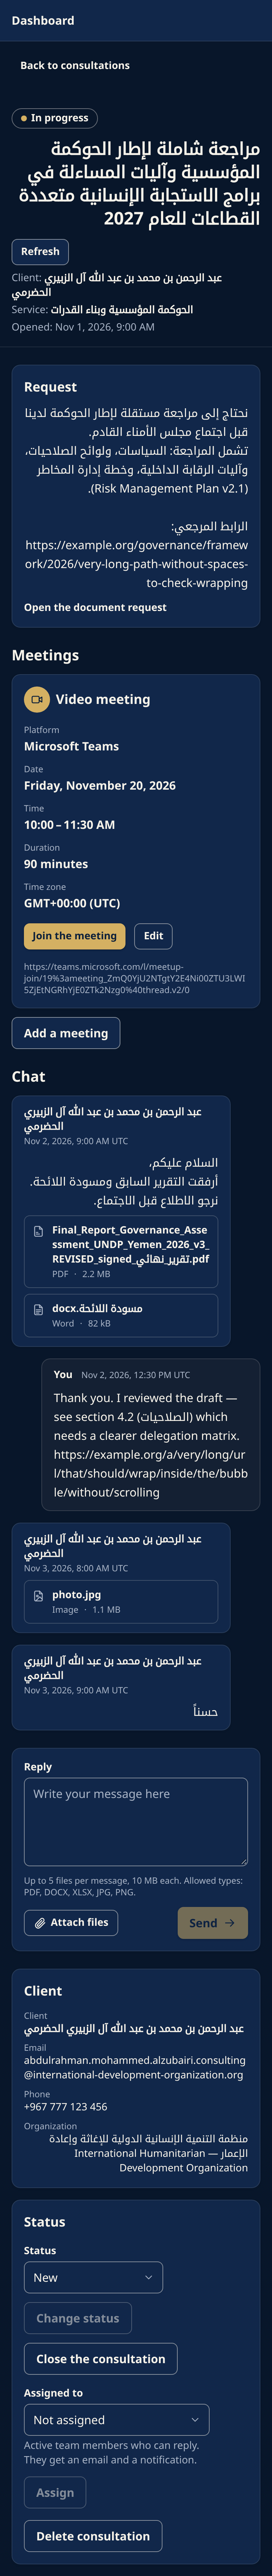 Dashboard
Back to consultations
In progress
مراجعة شاملة لإطار الحوكمة
المؤسسية وآليات المساءلة في
برامج الاستجابة الإنسانية متعددة
القطاعات للعام 2027
Refresh
Client: عبد الرحمن بن محمد بن عبد الله آل الزبيري
الحضرمي
Service: الحوكمة المؤسسية وبناء القدرات
Opened: Nov 1, 2026, 9:00 AM
Request
نحتاج إلى مراجعة مستقلة لإطار الحوكمة لدينا
قبل اجتماع مجلس الأمناء القادم.
تشمل المراجعة: السياسات، ولوائح الصلاحيات،
وآليات الرقابة الداخلية، وخطة إدارة المخاطر
(Risk Management Plan v2.1).
الرابط المرجعي:
https://example.org/governance/framew
ork/2026/very-long-path-without-spaces-
to-check-wrapping
Open the document request
Meetings
Video meeting
Platform
Microsoft Teams
Date
Friday, November 20, 2026
Time
10:00 – 11:30 AM
Duration
90 minutes
Time zone
GMT+00:00 (UTC)
Join the meeting
Edit
https://teams.microsoft.com/l/meetup-
join/19%3ameeting_ZmQ0YjU2NTgtY2E4Ni00ZTU3LWI
5ZjEtNGRhYjE0ZTk2Nzg0%40thread.v2/0
Add a meeting
Chat
عبد الرحمن بن محمد بن عبد الله آل الزبيري
الحضرمي
Nov 2, 2026, 9:00 AM UTC
السلام عليكم،
أرفقت التقرير السابق ومسودة اللائحة.
نرجو الاطلاع قبل الاجتماع.
Final_Report_Governance_Asse
ssment_UNDP_Yemen_2026_v3_
REVISED_signed_تقرير_نهائي.pdf
PDF · 2.2 MB
مسودة اللائحة.docx
Word · 82 kB
You Nov 2, 2026, 12:30 PM UTC
Thank you. I reviewed the draft —
see section 4.2 (الصلاحيات) which
needs a clearer delegation matrix.
https://example.org/a/very/long/ur
l/that/should/wrap/inside/the/bubb
le/without/scrolling
عبد الرحمن بن محمد بن عبد الله آل الزبيري
الحضرمي
Nov 3, 2026, 8:00 AM UTC
photo.jpg
Image · 1.1 MB
عبد الرحمن بن محمد بن عبد الله آل الزبيري
الحضرمي
Nov 3, 2026, 9:00 AM UTC
حسناً
Reply
Write your message here
Up to 5 files per message, 10 MB each. Allowed types:
PDF, DOCX, XLSX, JPG, PNG.
Attach files
Send
Client
Client
عبد الرحمن بن محمد بن عبد الله آل الزبيري الحضرمي
Email
abdulrahman.mohammed.alzubairi.consulting
@international-development-organization.org
Phone
+967 777 123 456
Organization
منظمة التنمية الإنسانية الدولية للإغاثة وإعادة
الإعمار — International Humanitarian
Development Organization
Status
Status
New
Change status
Close the consultation
Assigned to
Not assigned
Active team members who can reply.
They get an email and a notification.
Assign
Delete consultation